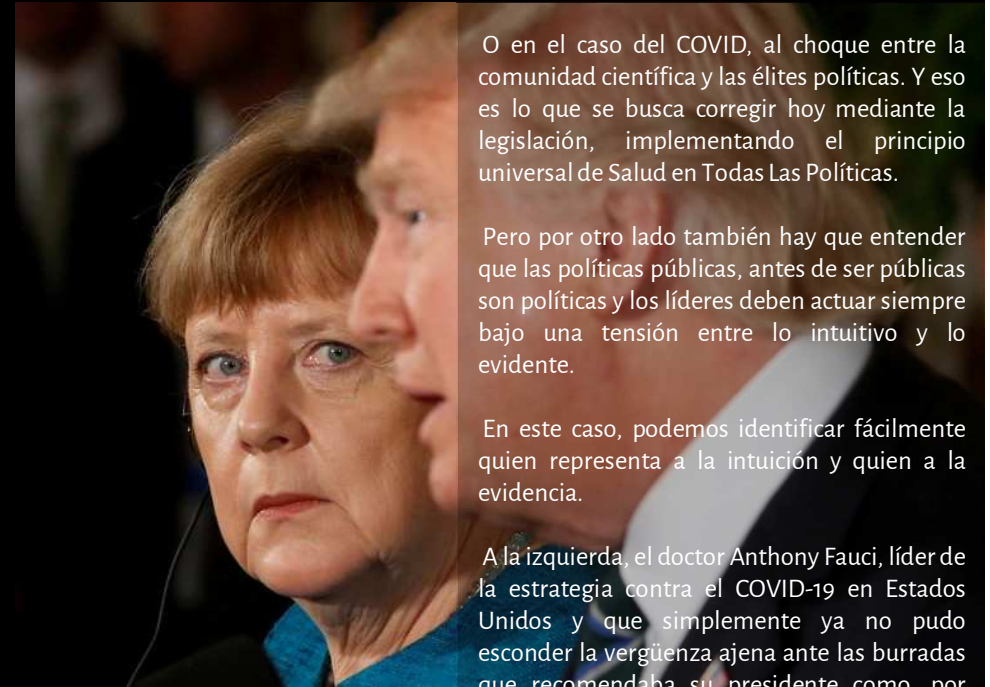 O en el caso del COVID, al choque entre la
comunidad científica y las élites políticas. Y eso
es lo que se busca corregir hoy mediante la
legislación, implementando el principio
universal de Salud en Todas Las Políticas.
Pero por otro lado también hay que entender
que las políticas públicas, antes de ser públicas
son políticas y los líderes deben actuar siempre
bajo una tensión entre lo intuitivo y lo
evidente.
En este caso, podemos identificar fácilmente
quien representa a la intuición y quien a la
evidencia.
A la izquierda, el doctor Anthony Fauci, líder de
la estrategia contra el COVID-19 en Estados
Unidos y que simplemente ya no pudo
esconder la vergüenza ajena ante las burradas
que recomendaba su presidente como, por